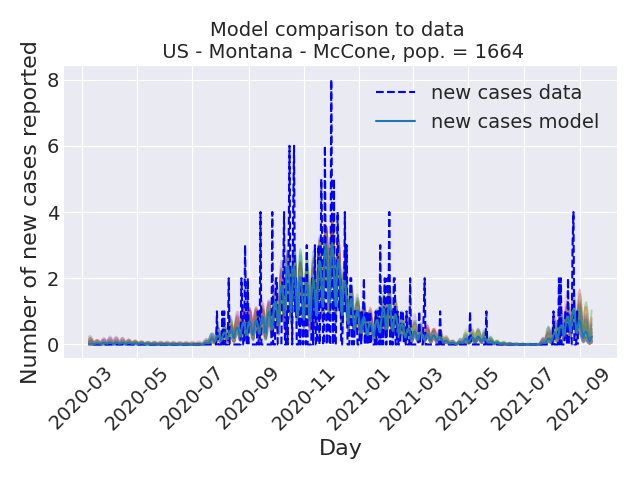 Model comparison to data
US - Montana - McCone, pop. = 1664
Number of new cases reported
8
6
4
2
0
new cases data
new cases model
2020-03
2020-05
2020-07
2020-09
2020-11
2021-01
2021-03
2021-05
2021-07
2021-09
Day